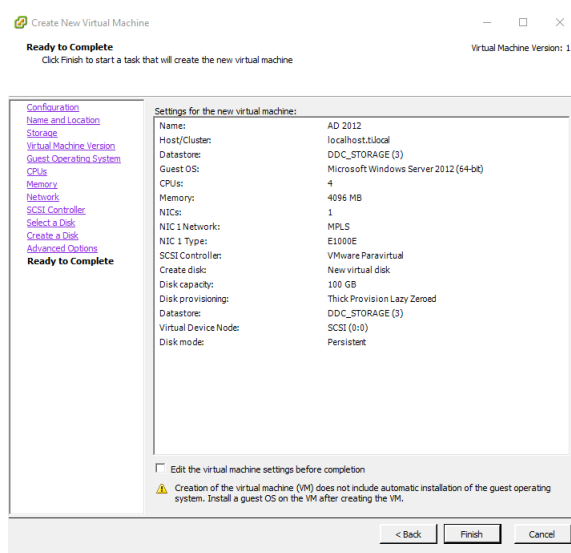 Create New Virtual Machine
Ready to Complete
Click Finish to start a task that will create the new virtual machine
Virtual Machine Version: 1
Configuration
Name and Location
Storage
Virtual Machine Version
Guest Operating System
CPUs
Memory
Network
SCSI Controller
Select a Disk
Create a Disk
Advanced Options
Ready to Complete
Settings for the new virtual machine:
Name: AD 2012
Host/Cluster: localhost.ti.local
Datastore: DDC_STORAGE (3)
Guest OS: Microsoft Windows Server 2012 (64-bit)
CPUs: 4
Memory: 4096 MB
NICs: 1
NIC 1 Network: MPLS
NIC 1 Type: E1000E
SCSI Controller: VMware Paravirtual
Create disk: New virtual disk
Disk capacity: 100 GB
Disk provisioning: Thick Provision Lazy Zeroed
Datastore: DDC_STORAGE (3)
Virtual Device Node: SCSI (0:0)
Disk mode: Persistent
Edit the virtual machine settings before completion
Creation of the virtual machine (VM) does not include automatic installation of the guest operating
system. Install a guest OS on the VM after creating the VM.
< Back
Finish
Cancel